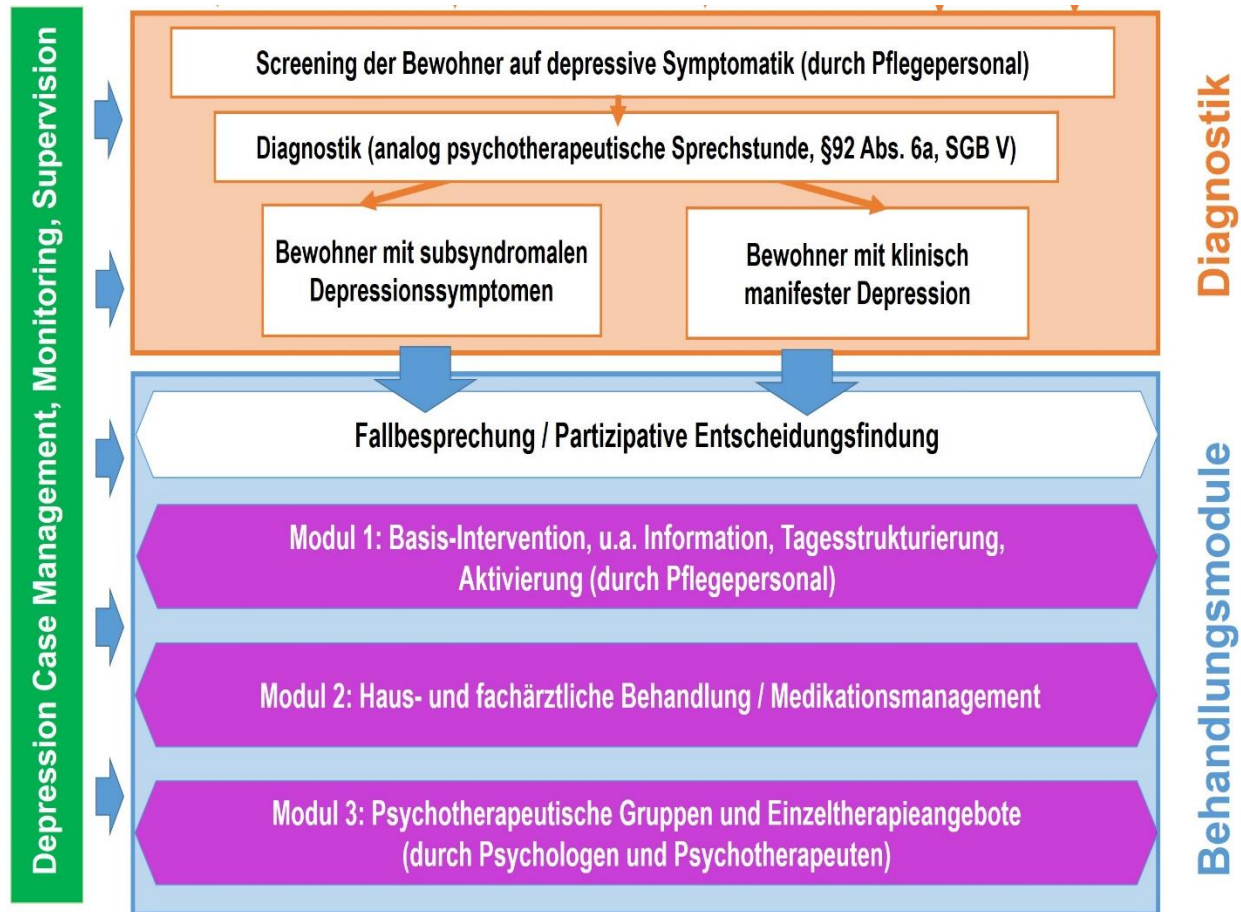 Depression Case Management, Monitoring, Supervision
Screening der Bewohner auf depressive Symptomatik (durch Pflegepersonal)
Diagnostik (analog psychotherapeutische Sprechstunde, §92 Abs. 6a, SGB V)
Bewohner mit subsyndromalen
Depressionssymptomen
Bewohner mit klinisch
manifester Depression
Diagnostik
Fallbesprechung / Partizipative Entscheidungsfindung
Modul 1: Basis-Intervention, u.a. Information, Tagesstrukturierung,
Aktivierung (durch Pflegepersonal)
Modul 2: Haus- und fachärztliche Behandlung / Medikationsmanagement
Modul 3: Psychotherapeutische Gruppen und Einzeltherapieangebote
(durch Psychologen und Psychotherapeuten)
Behandlungsmodule